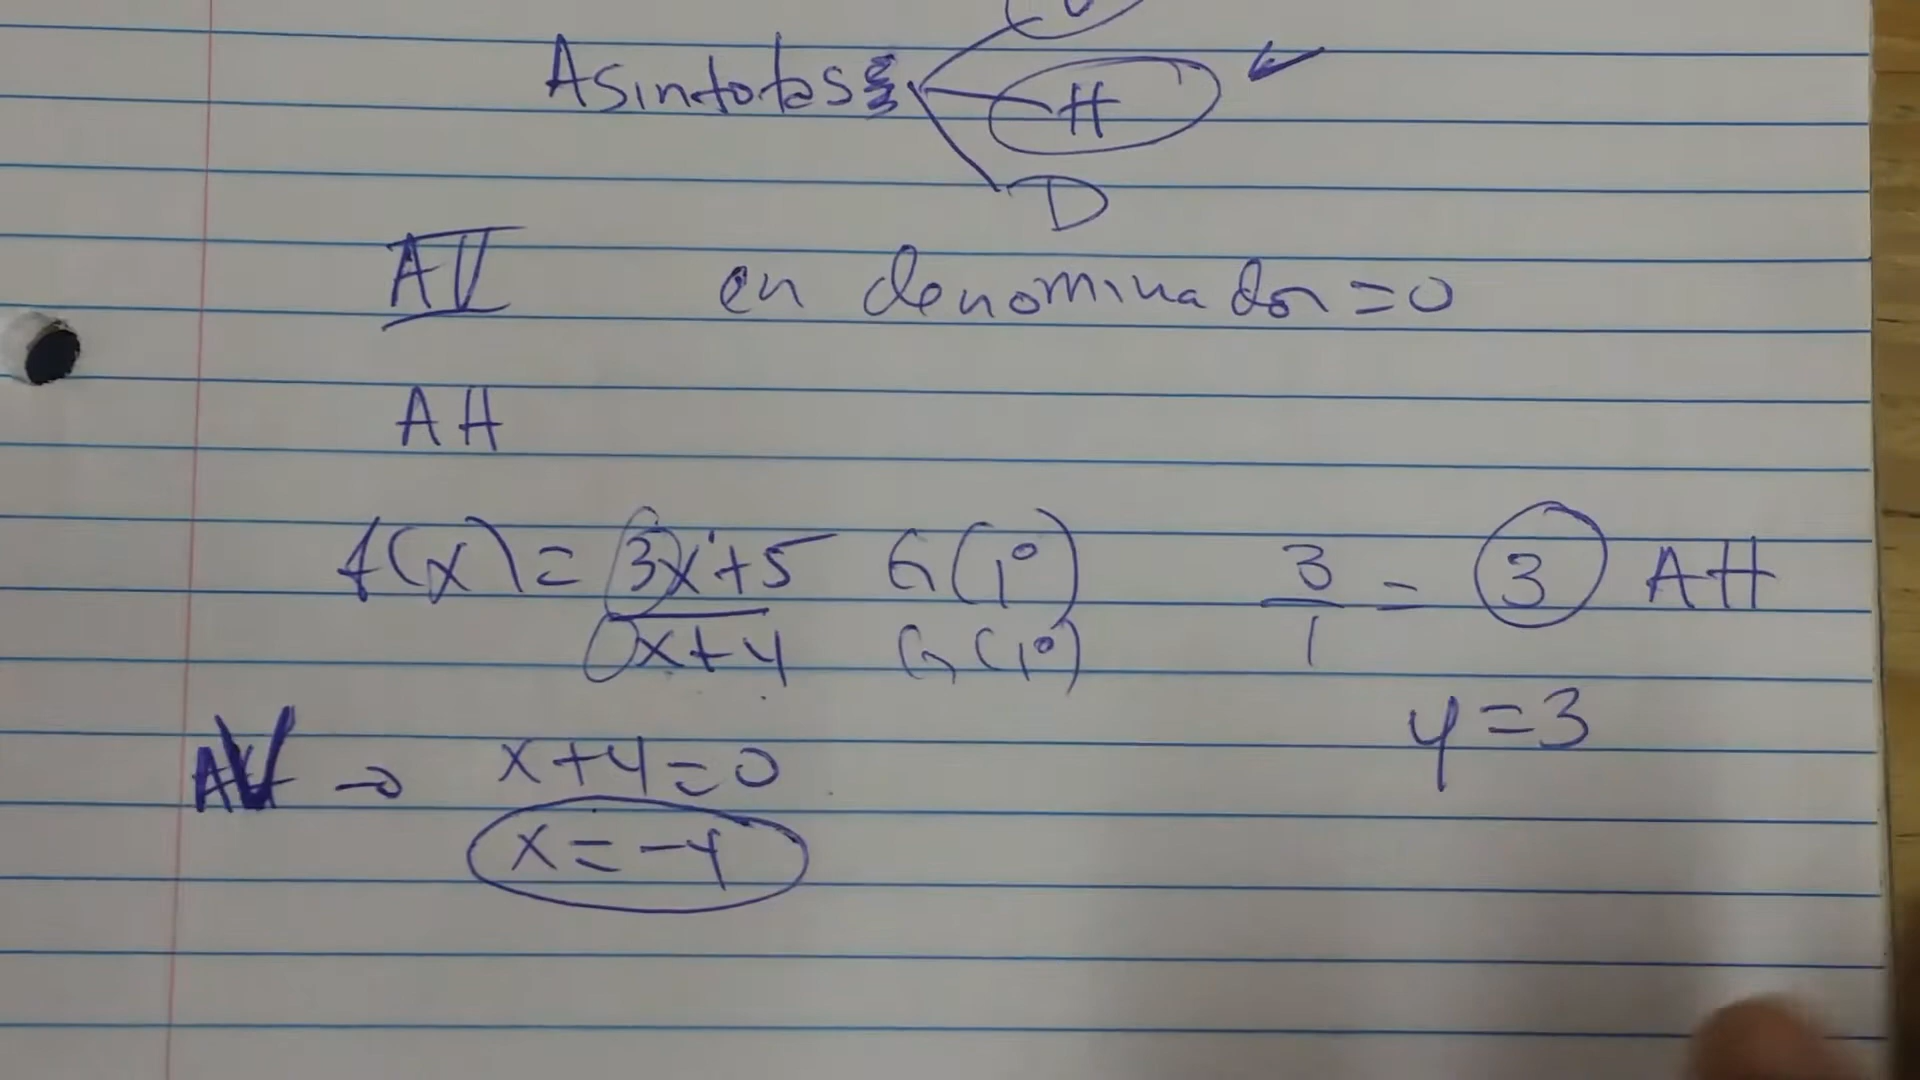 V
Asintotas
H
D
AV en denominador = 0
AH
f(x) = 3x+5 G(1°) 3/1 = 3 AH
x+4 G(1°)
y = 3
AV → x+4=0
x = -4